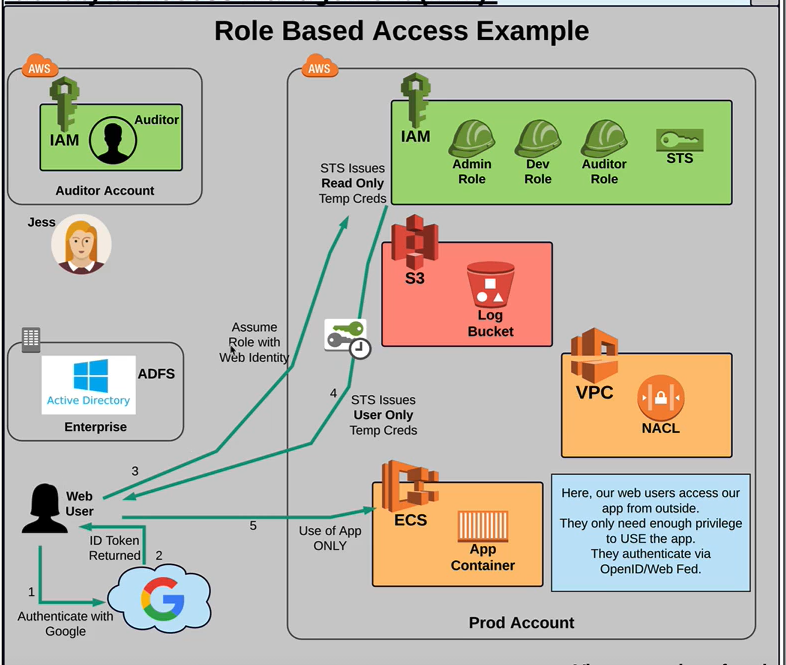 Role Based Access Example
AWS
IAM
Auditor
Auditor Account
Jess
ADFS
Active Directory
Enterprise
AWS
IAM
Admin
Role
Dev
Role
Auditor
Role
STS
STS Issues
Read Only
Temp Creds
S3
Log
Bucket
Assume
Role with
Web Identity
4
STS Issues
User Only
Temp Creds
VPC
NACL
3
Web
User
5
Use of App
ONLY
ECS
App
Container
Here, our web users access our
app from outside.
They only need enough privilege
to USE the app.
They authenticate via
OpenID/Web Fed.
ID Token
Returned
2
1
G
Authenticate with
Google
Prod Account